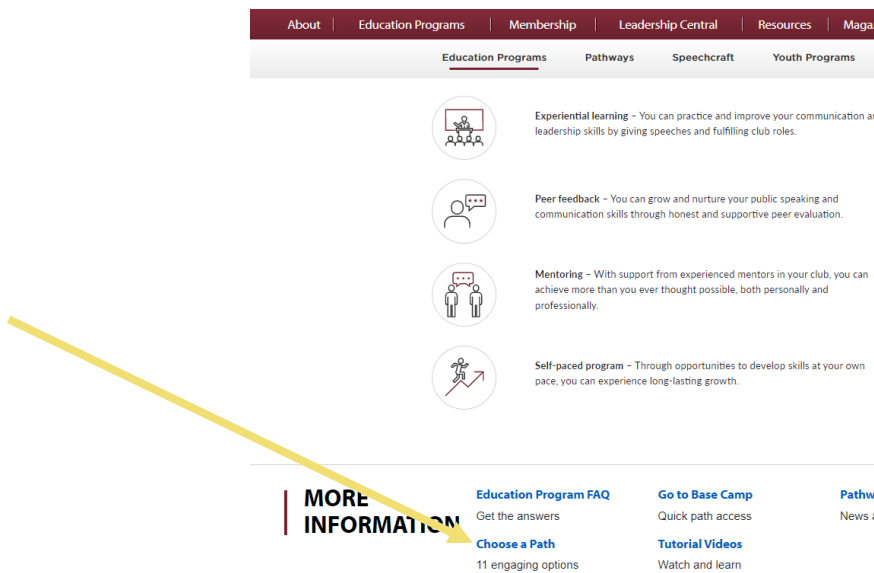 About Education Programs Membership Leadership Central Resources
Education Programs Pathways Speechcraft Youth Programs
Experiential learning – You can practice and improve your communication
leadership skills by giving speeches and fulfilling club roles.
Peer feedback – You can grow and nurture your public speaking and
communication skills through honest and supportive peer evaluation.
Mentoring – With support from experienced mentors in your club, you can
achieve more than you ever thought possible, both personally and
professionally.
Self-paced program – Through opportunities to develop skills at your own
pace, you can experience long-lasting growth.
MORE
INFORMATION
Education Program FAQ
Get the answers
Choose a Path
11 engaging options
Go to Base Camp
Quick path access
Tutorial Videos
Watch and learn
News